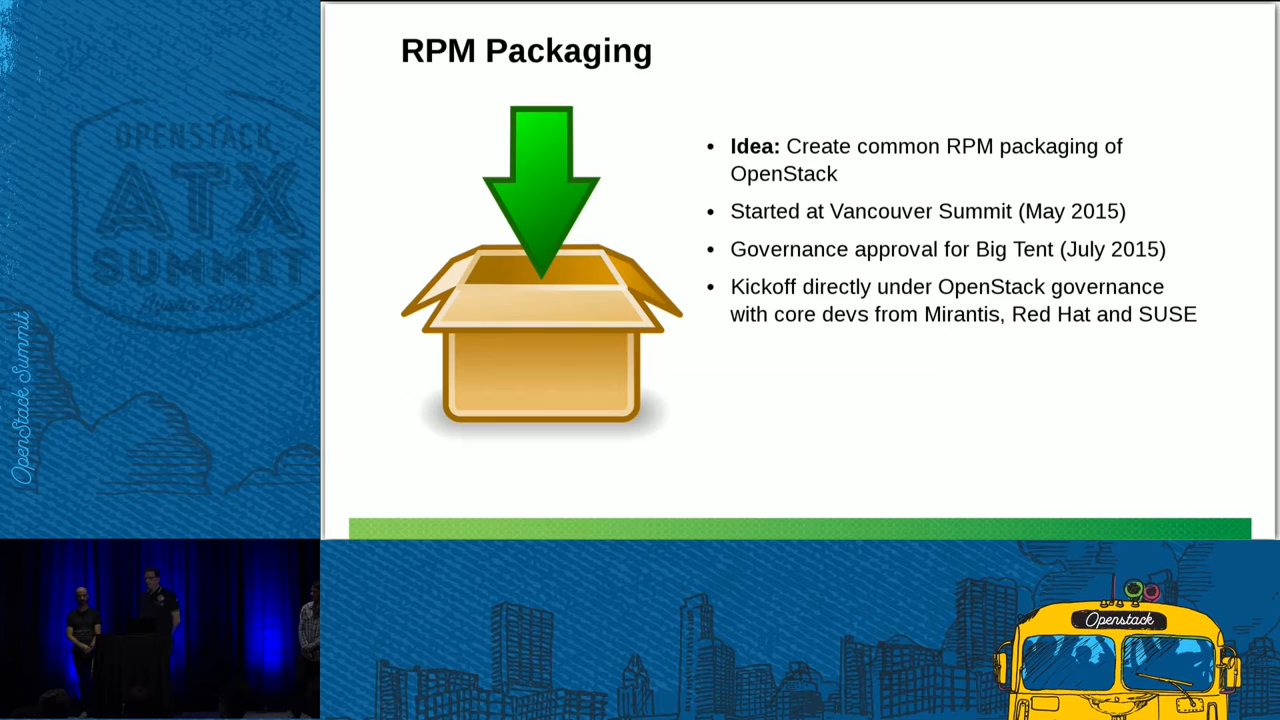 RPM Packaging
• Idea: Create common RPM packaging of
OpenStack
• Started at Vancouver Summit (May 2015)
• Governance approval for Big Tent (July 2015)
• Kickoff directly under OpenStack governance
with core devs from Mirantis, Red Hat and SUSE
OPENSTACK
ATX
SUMMIT
OpenStack Summit
Openstack